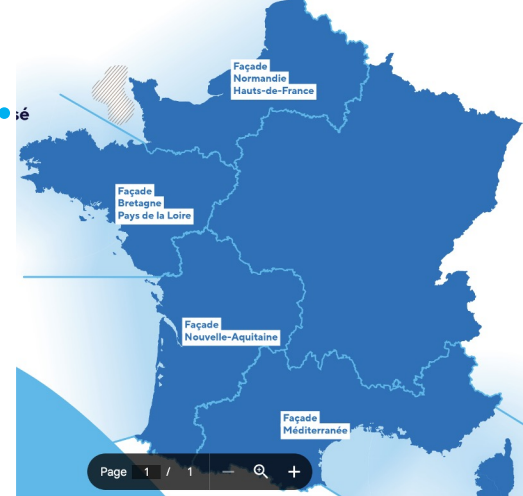 Façade
Normandie
Hauts-de-France
sé
Façade
Bretagne
Pays de la Loire
Façade
Nouvelle-Aquitaine
Façade
Méditerranée
Page 1 / 1